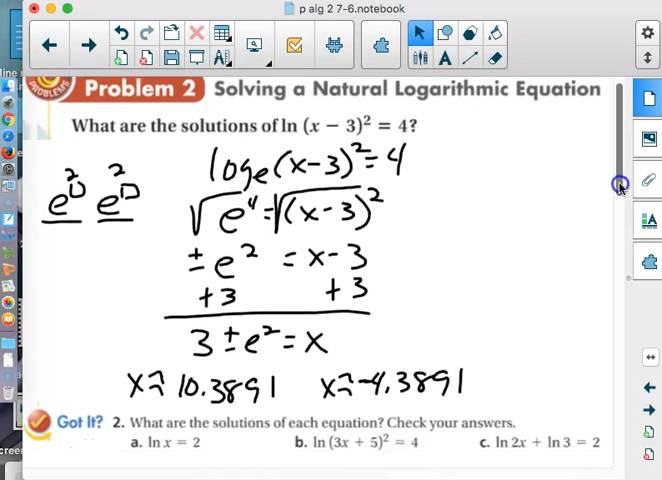 p alg 2 7-6.notebook
PROBLEMS
Problem 2 Solving a Natural Logarithmic Equation
What are the solutions of ln (x − 3)² = 4?
logₑ(x−3)² = 4
e²□ e²□
√e⁴ = √(x−3)²
± e² = x − 3
+3 +3
3 ± e² = x
x ≈ 10.3891 x ≈ −4.3891
Got It? 2. What are the solutions of each equation? Check your answers.
a. ln x = 2 b. ln (3x + 5)² = 4 c. ln 2x + ln 3 = 2